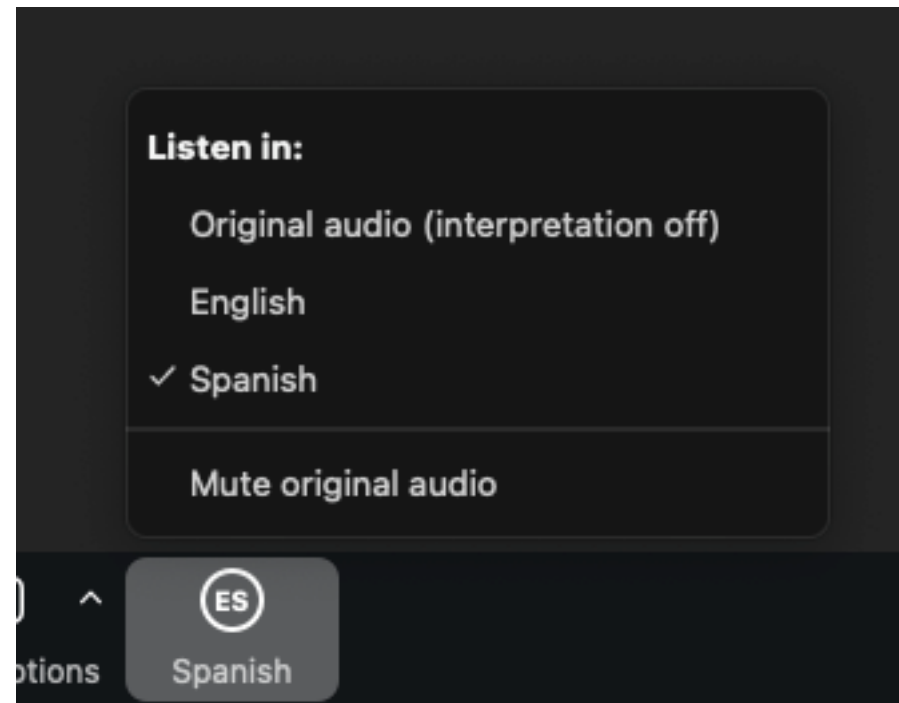 Listen in:
Original audio (interpretation off)
English
Spanish
Mute original audio
ES
Spanish